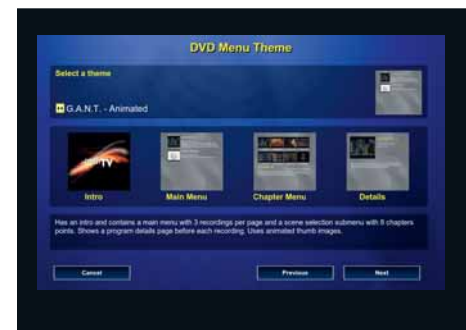 DVD Menu Theme
Select a theme
G.A.N.T. - Animated
TV
Intro
Main Menu
Chapter Menu
Details
Has an intro and contains a main menu with 3 recordings per page and a scene selection submenu with 8 chapters
points. Shows a program details page before each recording. Uses animated thumb images.
Cancel
Previous
Next